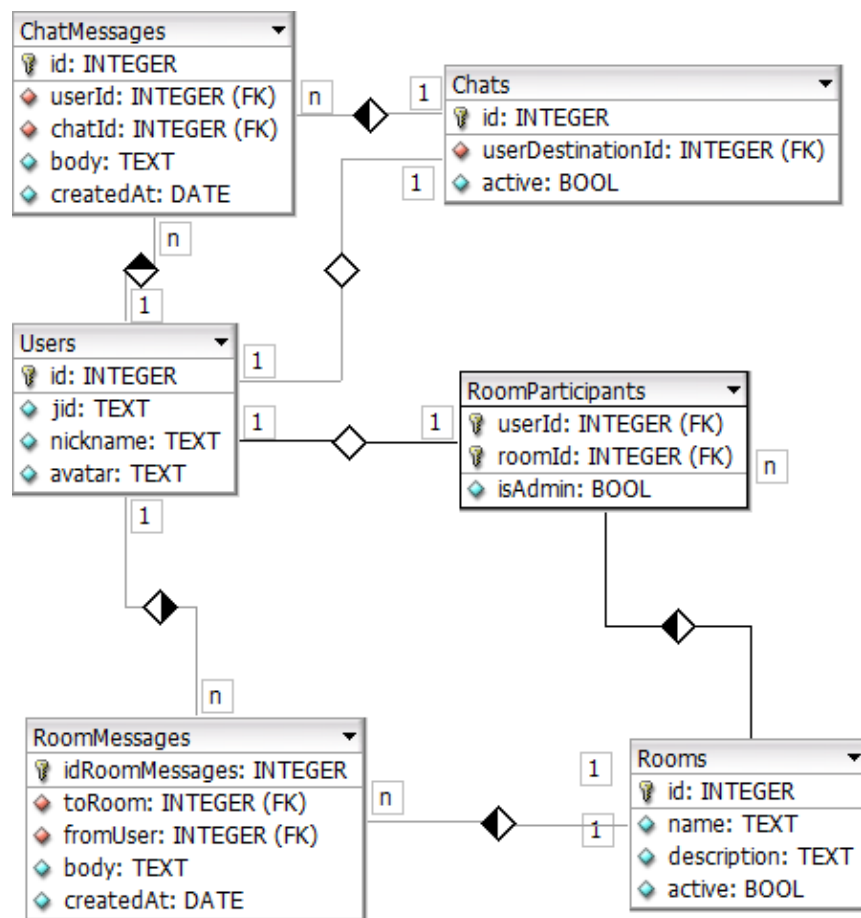 ChatMessages
id: INTEGER
userId: INTEGER (FK)
chatId: INTEGER (FK)
body: TEXT
createdAt: DATE
n
1
Chats
id: INTEGER
userDestinationId: INTEGER (FK)
active: BOOL
1
n
1
Users
id: INTEGER
jid: TEXT
nickname: TEXT
avatar: TEXT
1
1
1
RoomParticipants
userId: INTEGER (FK)
roomId: INTEGER (FK)
isAdmin: BOOL
n
1
n
RoomMessages
idRoomMessages: INTEGER
toRoom: INTEGER (FK)
fromUser: INTEGER (FK)
body: TEXT
createdAt: DATE
n
1
1
Rooms
id: INTEGER
name: TEXT
description: TEXT
active: BOOL